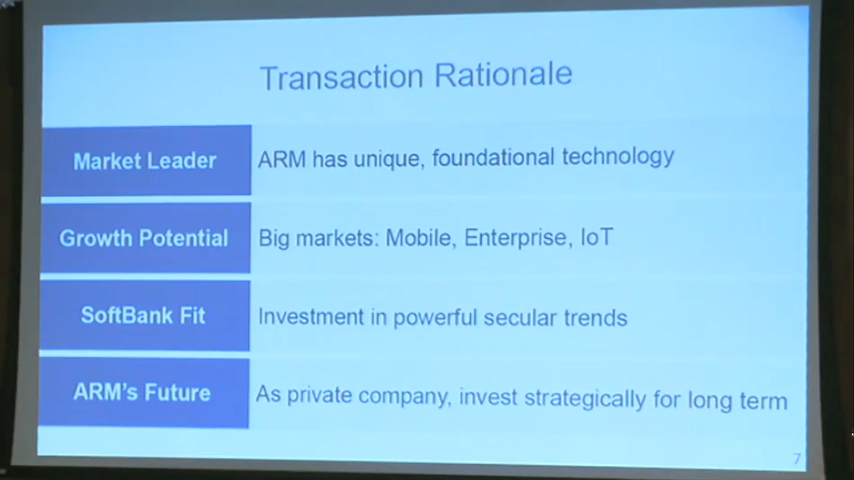 Transaction Rationale
Market Leader
ARM has unique, foundational technology
Growth Potential
Big markets: Mobile, Enterprise, IoT
SoftBank Fit
Investment in powerful secular trends
ARM's Future
As private company, invest strategically for long term
7